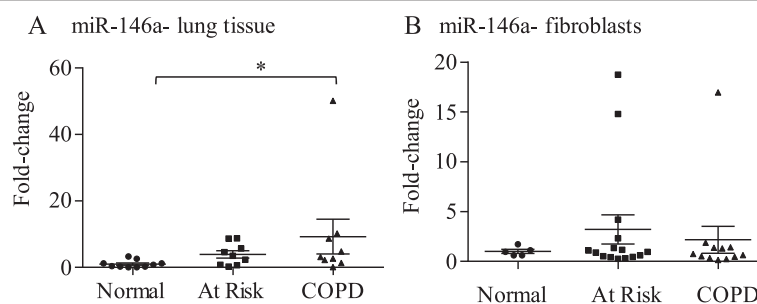 A miR-146a- lung tissue
Fold-change
60
40
20
0
*
Normal At Risk COPD
B miR-146a- fibroblasts
Fold-change
20
15
10
5
0
Normal At Risk COPD